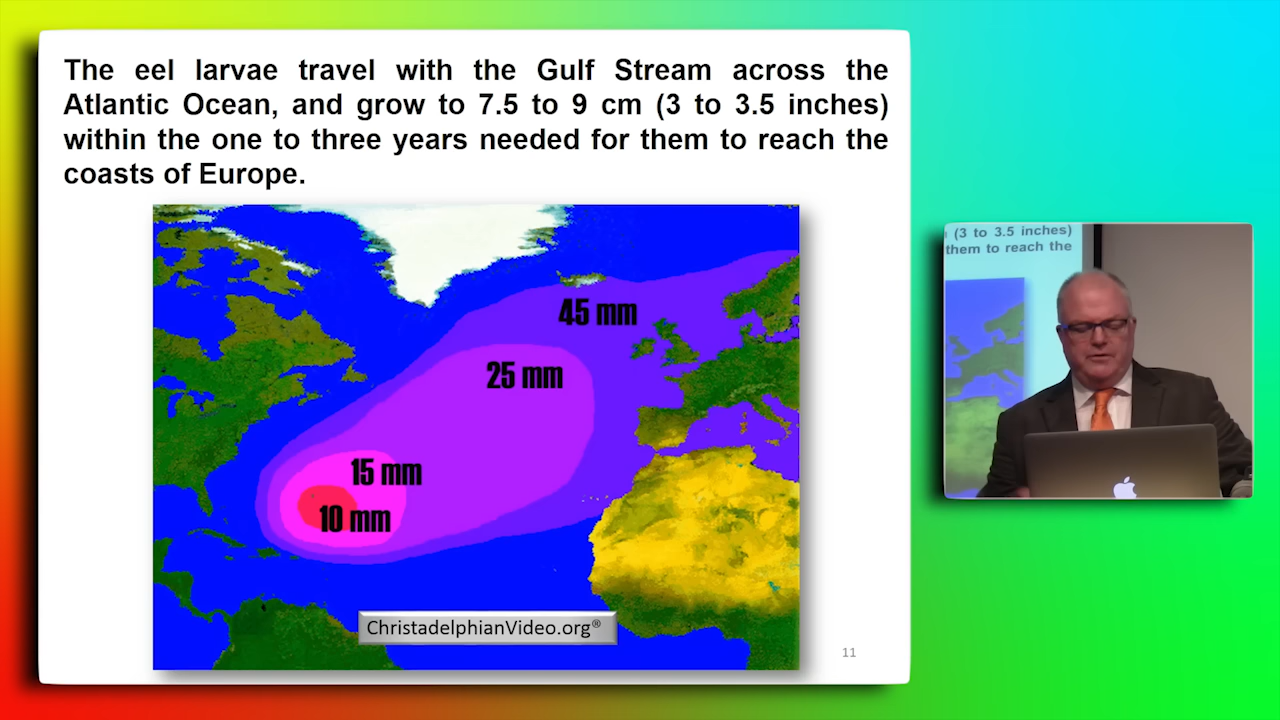 The eel larvae travel with the Gulf Stream across the
Atlantic Ocean, and grow to 7.5 to 9 cm (3 to 3.5 inches)
within the one to three years needed for them to reach the
coasts of Europe.
45 mm
25 mm
15 mm
10 mm
ChristadelphianVideo.org®
11
(3 to 3.5 inches)
them to reach the